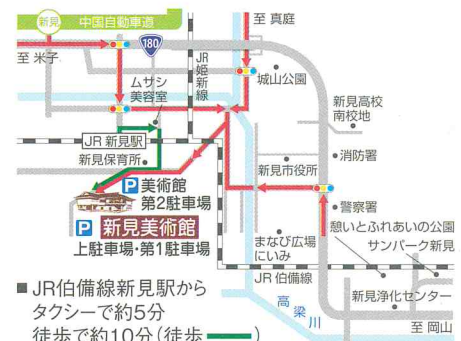 新見
中国自動車道
180
至 真庭
至 米子
ムサシ
美容室
JR
姫新線
城山公園
新見高校
南校地
JR 新見駅
新見保育所
消防署
新見市役所
P 美術館
第2駐車場
新見美術館
P
上駐車場・第1駐車場
警察署
憩いとふれあいの公園
サンパーク新見
まなび広場
にいみ
JR 伯備線
新見浄化センター
高梁川
至 岡山
■ JR伯備線新見駅から
タクシーで約5分
徒歩で約10分(徒歩 )